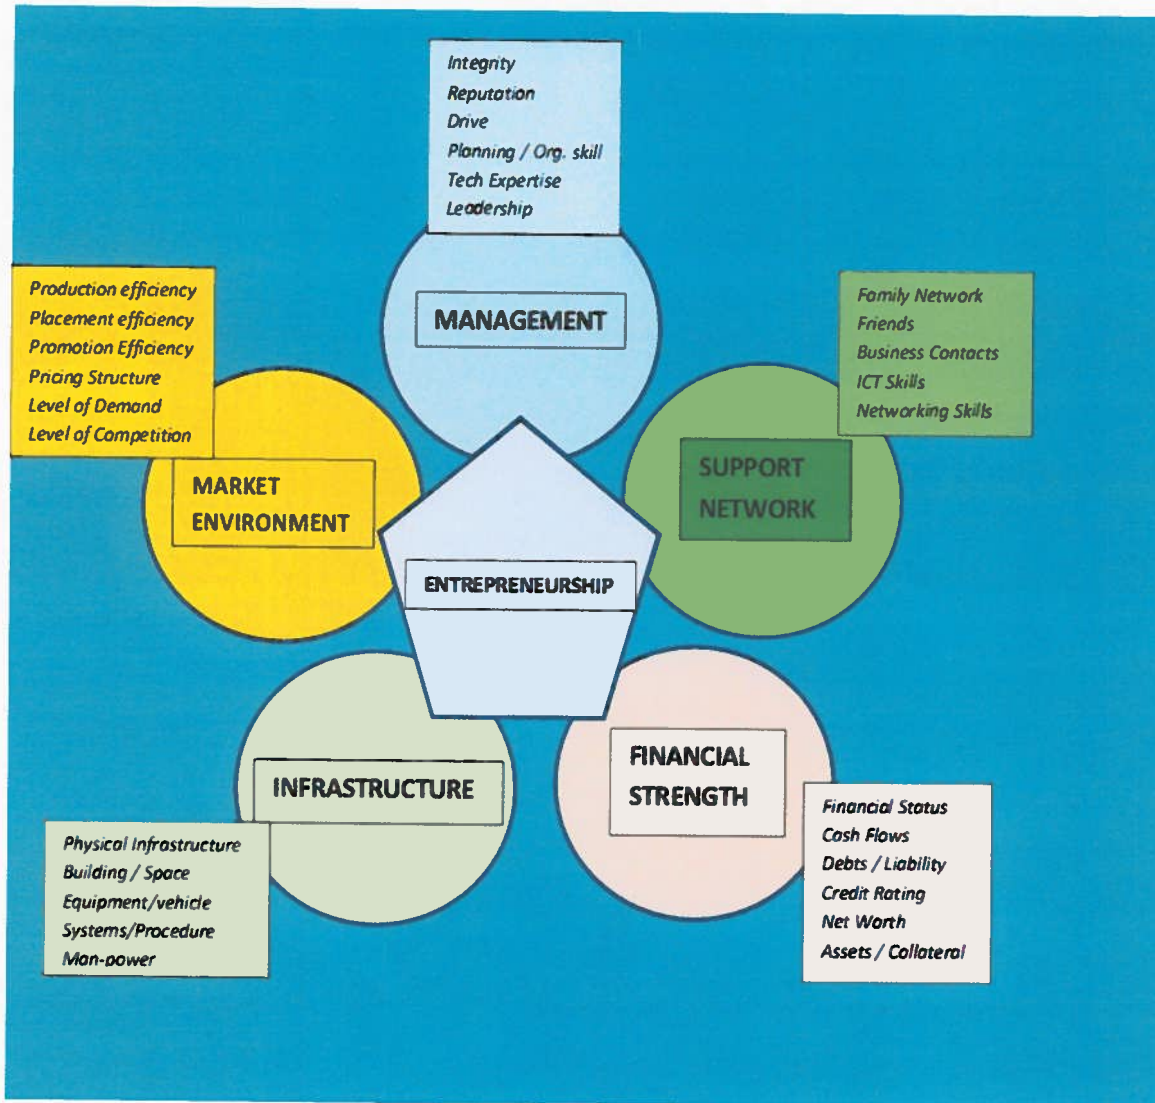 Integrity
Reputation
Drive
Planning / Org. skill
Tech Expertise
Leadership
MANAGEMENT
Production efficiency
Placement efficiency
Promotion Efficiency
Pricing Structure
Level of Demand
Level of Competition
MARKET
ENVIRONMENT
Family Network
Friends
Business Contacts
ICT Skills
Networking Skills
SUPPORT
NETWORK
ENTREPRENEURSHIP
INFRASTRUCTURE
Physical Infrastructure
Building / Space
Equipment/vehicle
Systems/Procedure
Man-power
FINANCIAL
STRENGTH
Financial Status
Cash Flows
Debts / Liability
Credit Rating
Net Worth
Assets / Collateral